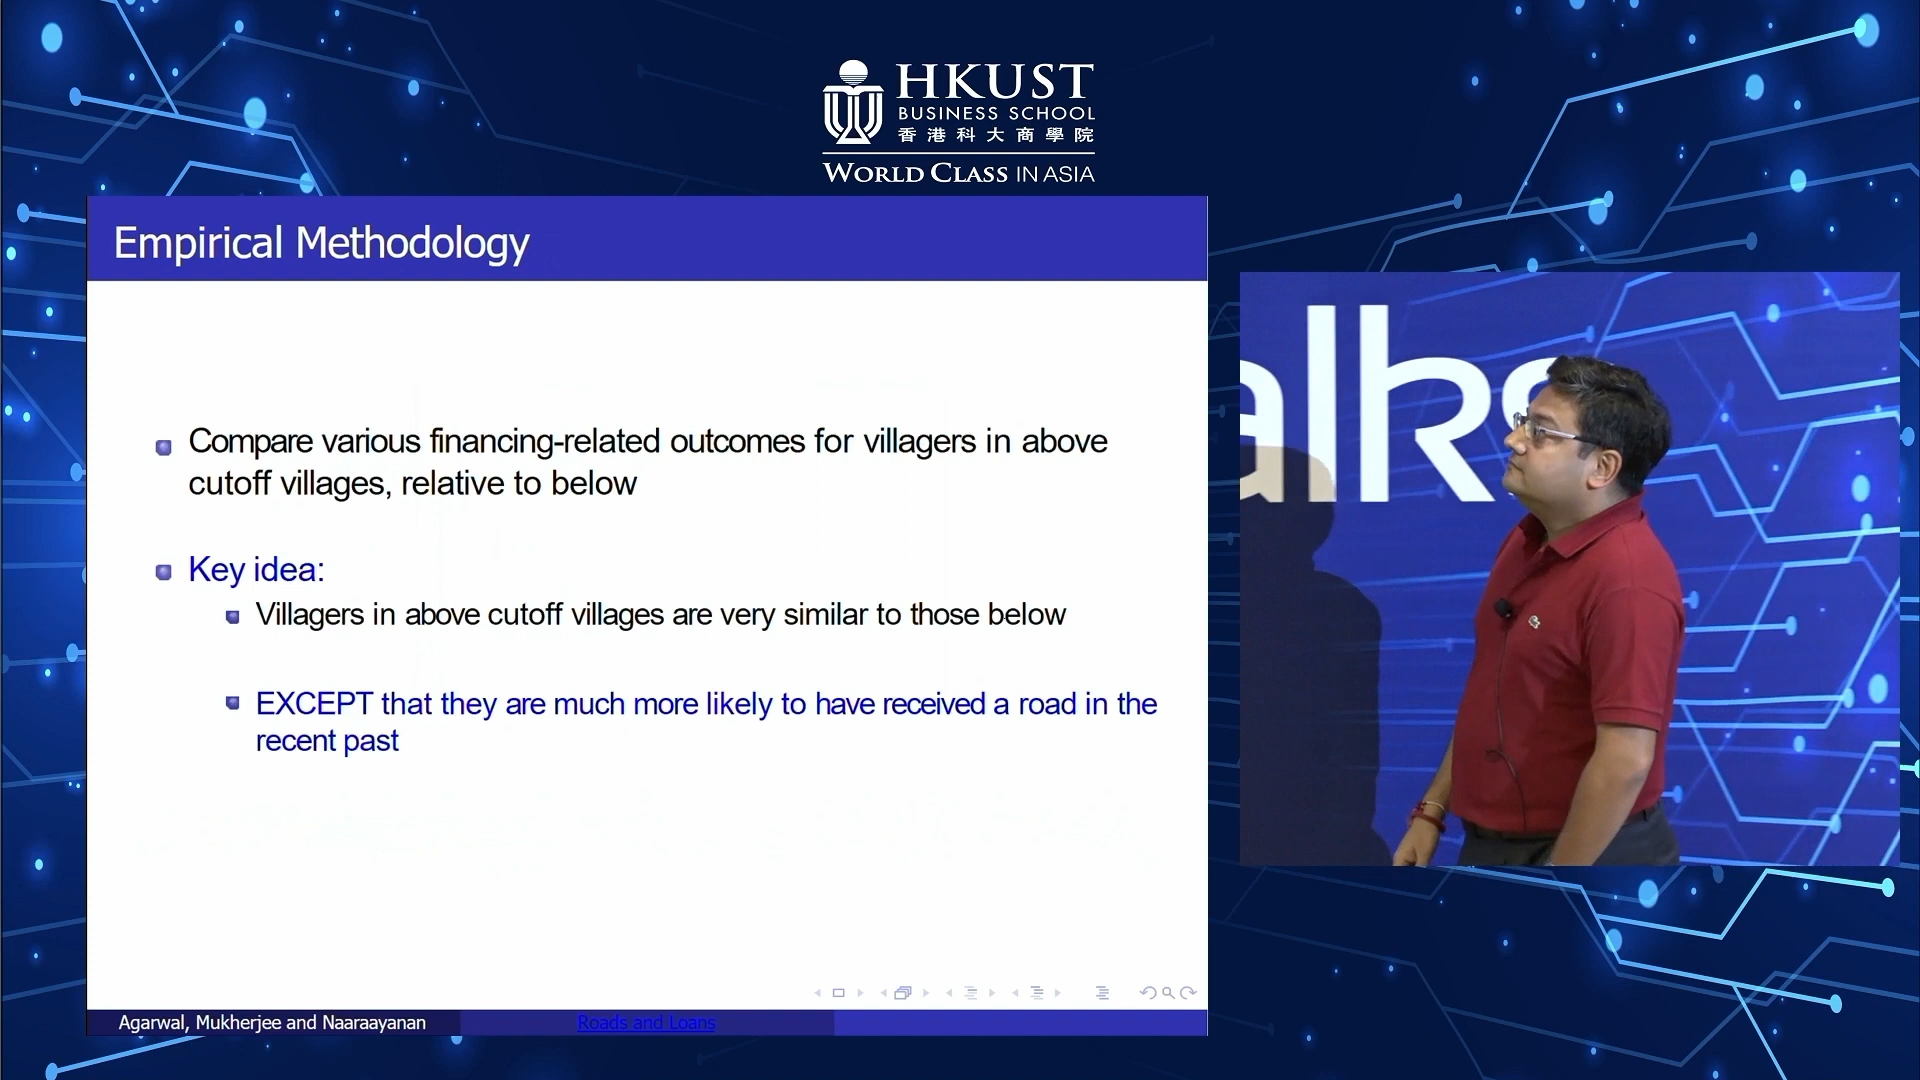 HKUST
BUSINESS SCHOOL
香港科大商學院
WORLD CLASS IN ASIA
Empirical Methodology
Compare various financing-related outcomes for villagers in above
cutoff villages, relative to below
Key idea:
Villagers in above cutoff villages are very similar to those below
EXCEPT that they are much more likely to have received a road in the
recent past
Agarwal, Mukherjee and Naaraayanan
Roads and Loans
alks